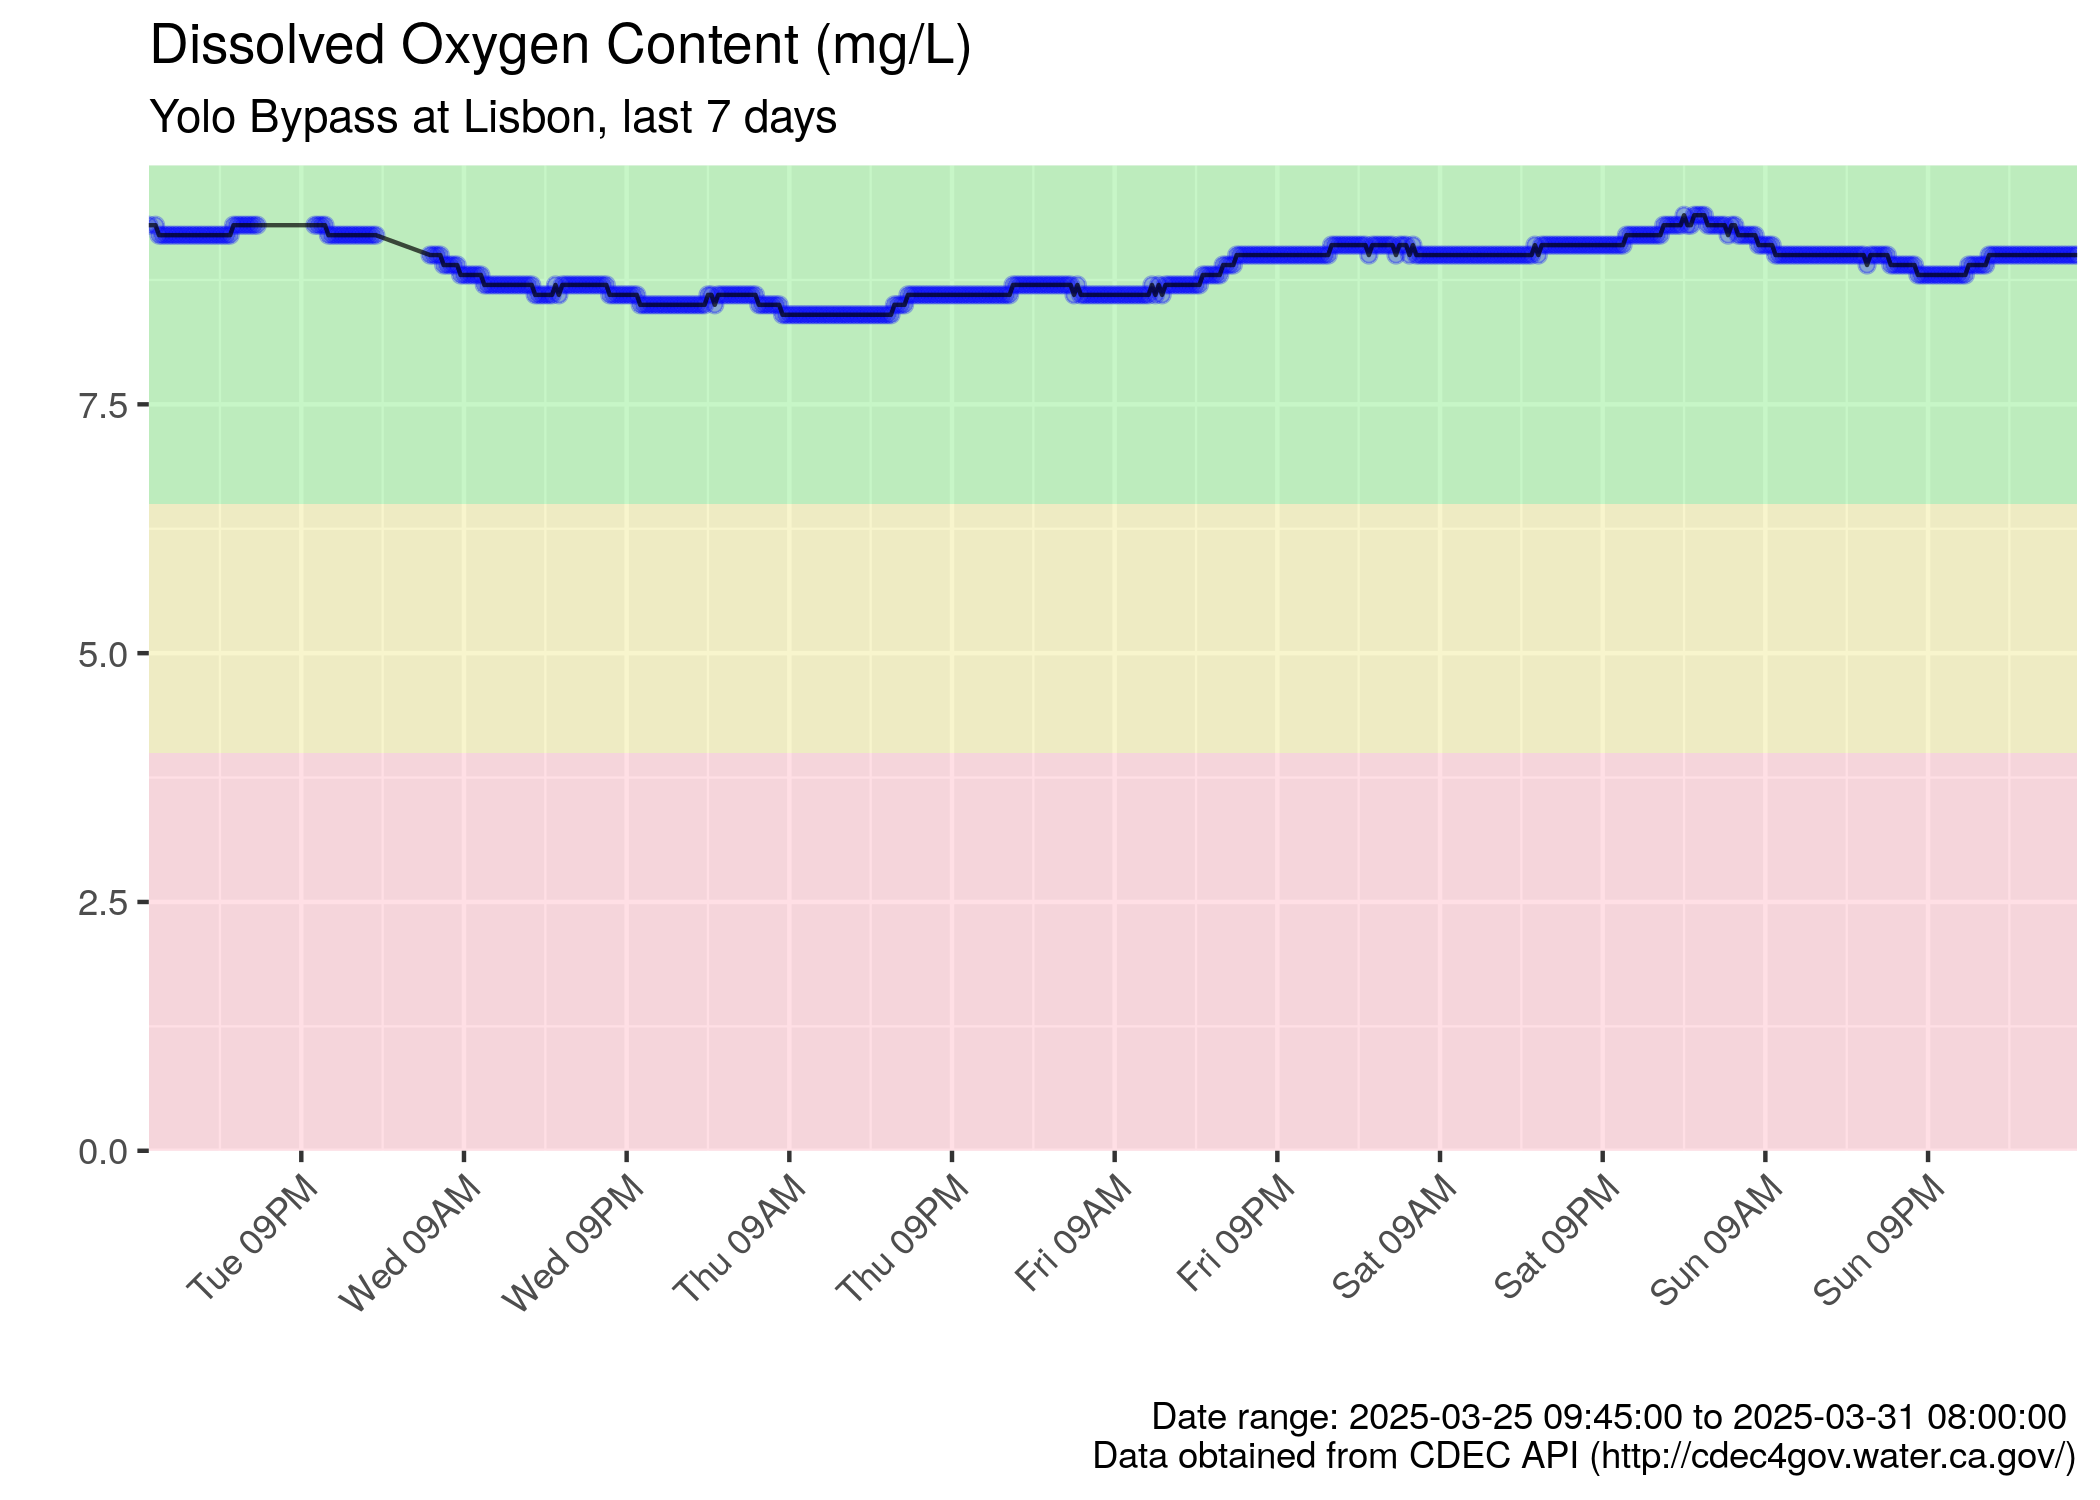 Dissolved Oxygen Content (mg/L)
Yolo Bypass at Lisbon, last 7 days
7.5
5.0
2.5
0.0
Tue 09PM
Wed 09AM
Wed 09PM
Thu 09AM
Thu 09PM
Fri 09AM
Fri 09PM
Sat 09AM
Sat 09PM
Sun 09AM
Sun 09PM
Date range: 2025-03-25 09:45:00 to 2025-03-31 08:00:00
Data obtained from CDEC API (http://cdec4gov.water.ca.gov/)